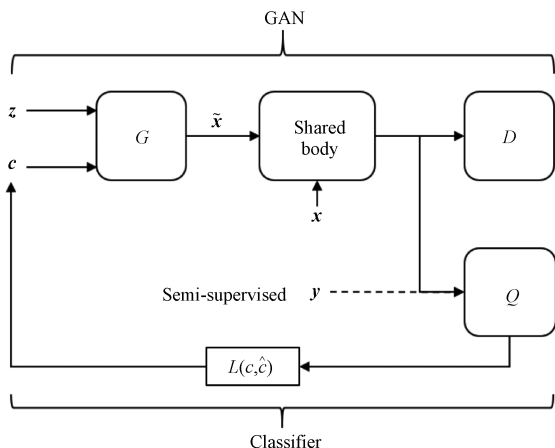 GAN
z
G
x̃
Shared
body
D
c
x
Semi-supervised
y
Q
L(c,ĉ)
Classifier